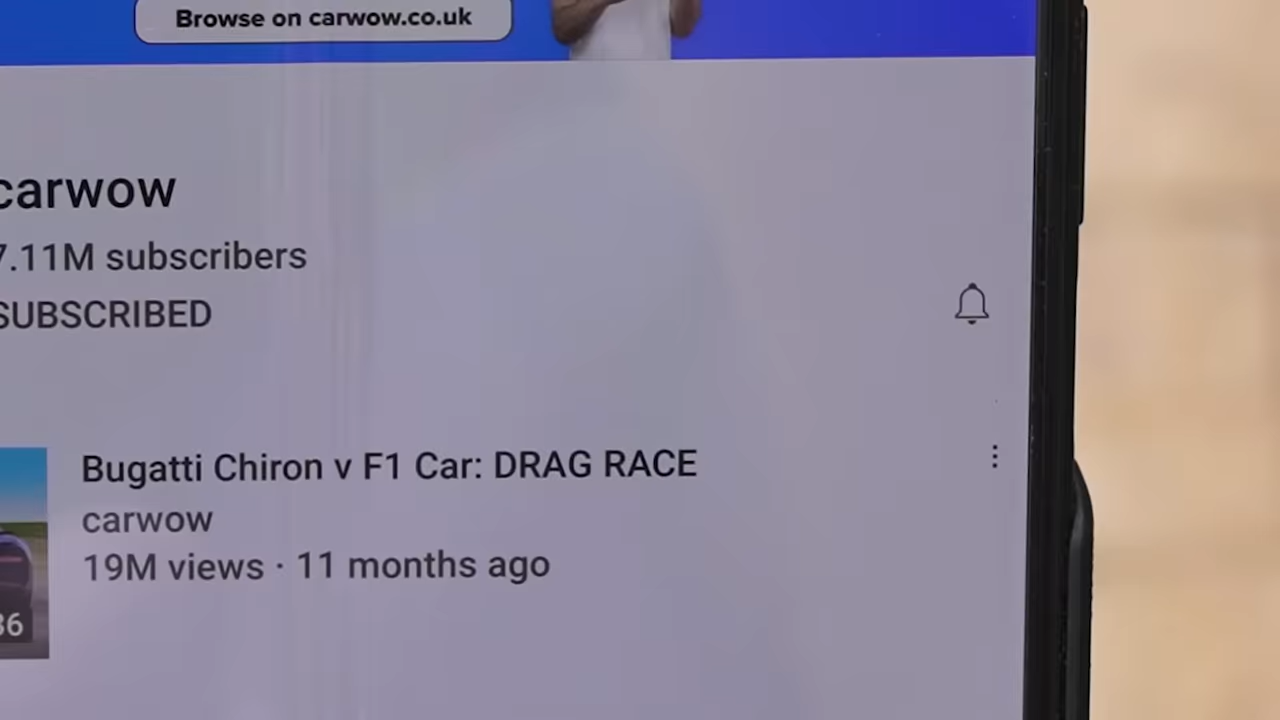 Browse on carwow.co.uk
carwow
7.11M subscribers
SUBSCRIBED
Bugatti Chiron v F1 Car: DRAG RACE
carwow
19M views · 11 months ago
36